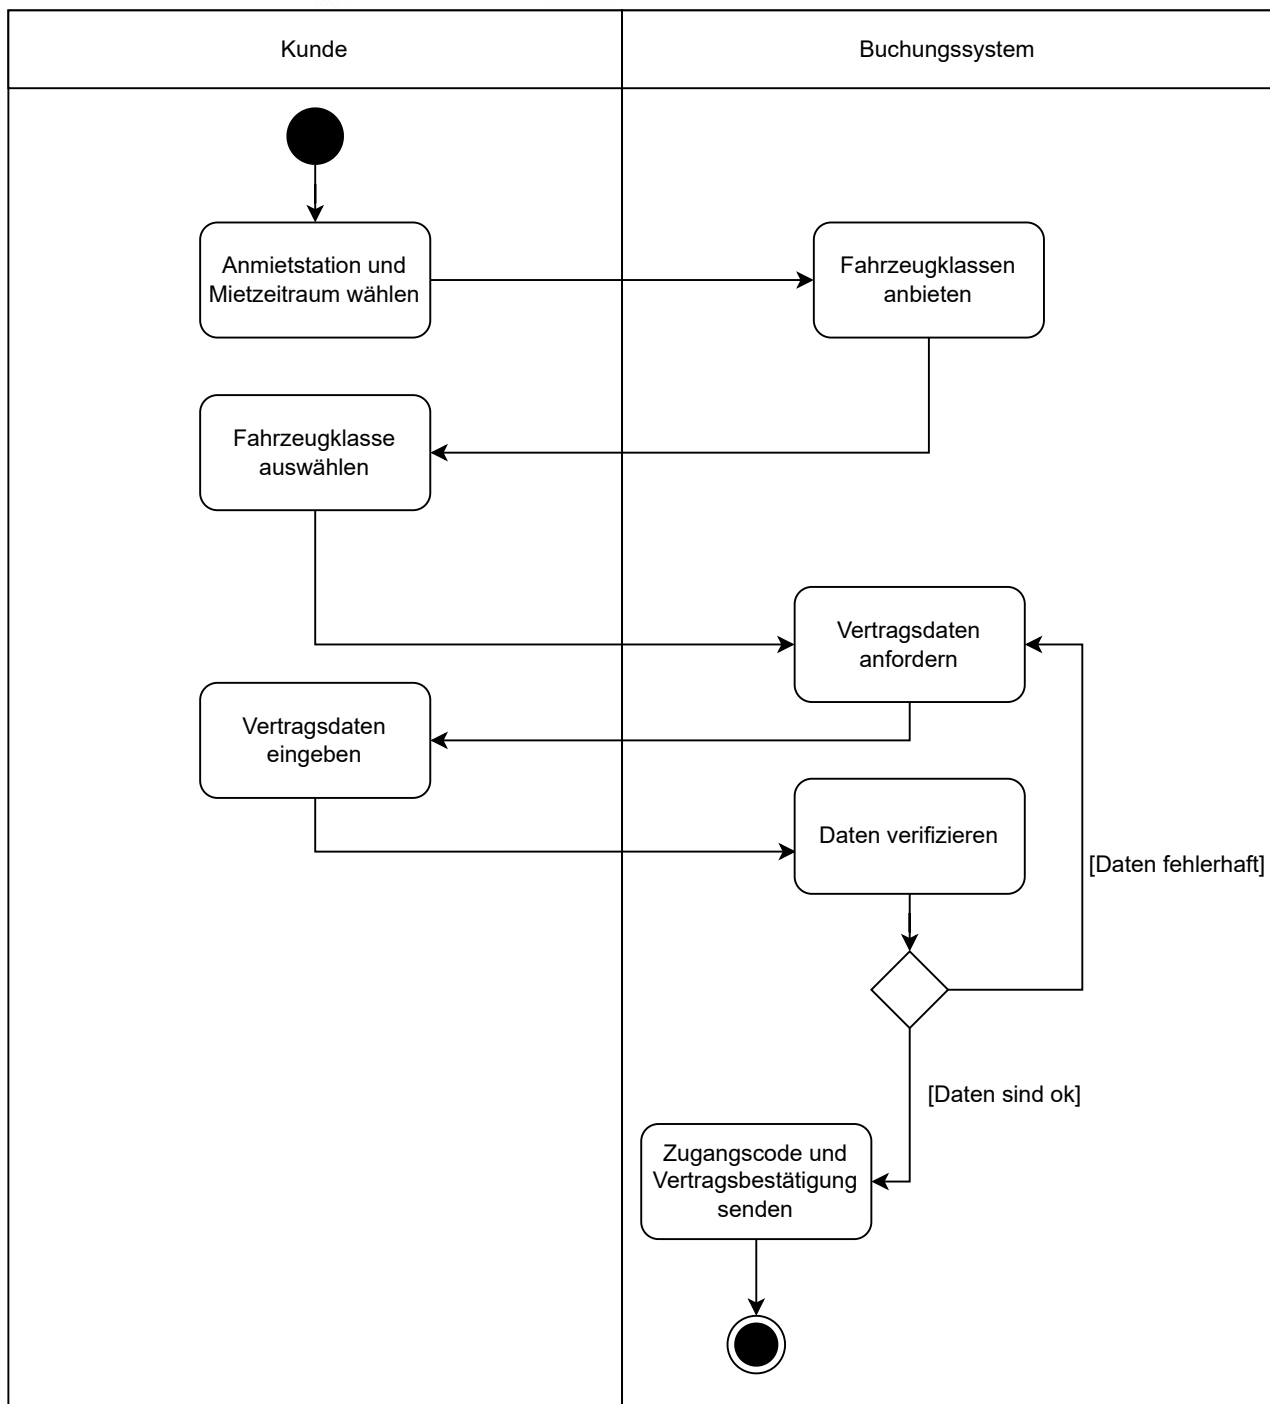 Kunde
Buchungssystem
Anmietstation und
Mietzeitraum wählen
Fahrzeugklassen
anbieten
Fahrzeugklasse
auswählen
Vertragsdaten
anfordern
Vertragsdaten
eingeben
Daten verifizieren
[Daten fehlerhaft]
[Daten sind ok]
Zugangscode und
Vertragsbestätigung
senden